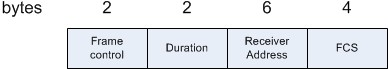 bytes 2 2 6 4
Frame control Duration Receiver Address FCS